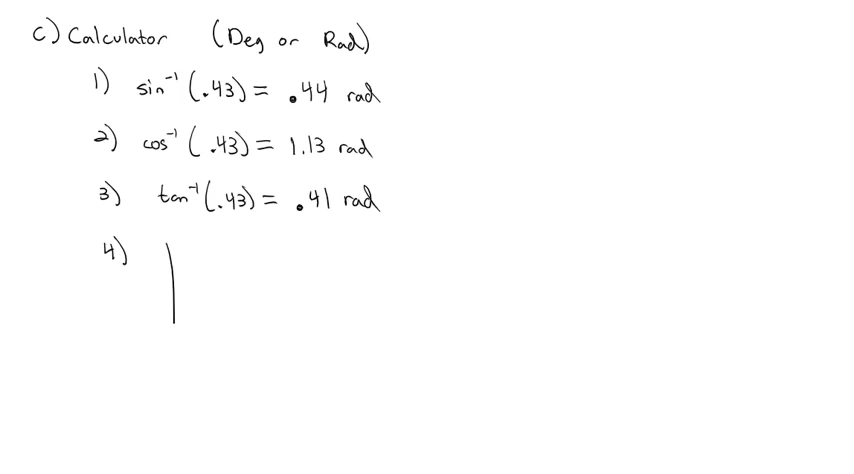 c) Calculator (Deg or Rad)
1) sin⁻¹(.43) = .44 rad
2) cos⁻¹(.43) = 1.13 rad
3) tan⁻¹(.43) = .41 rad
4)